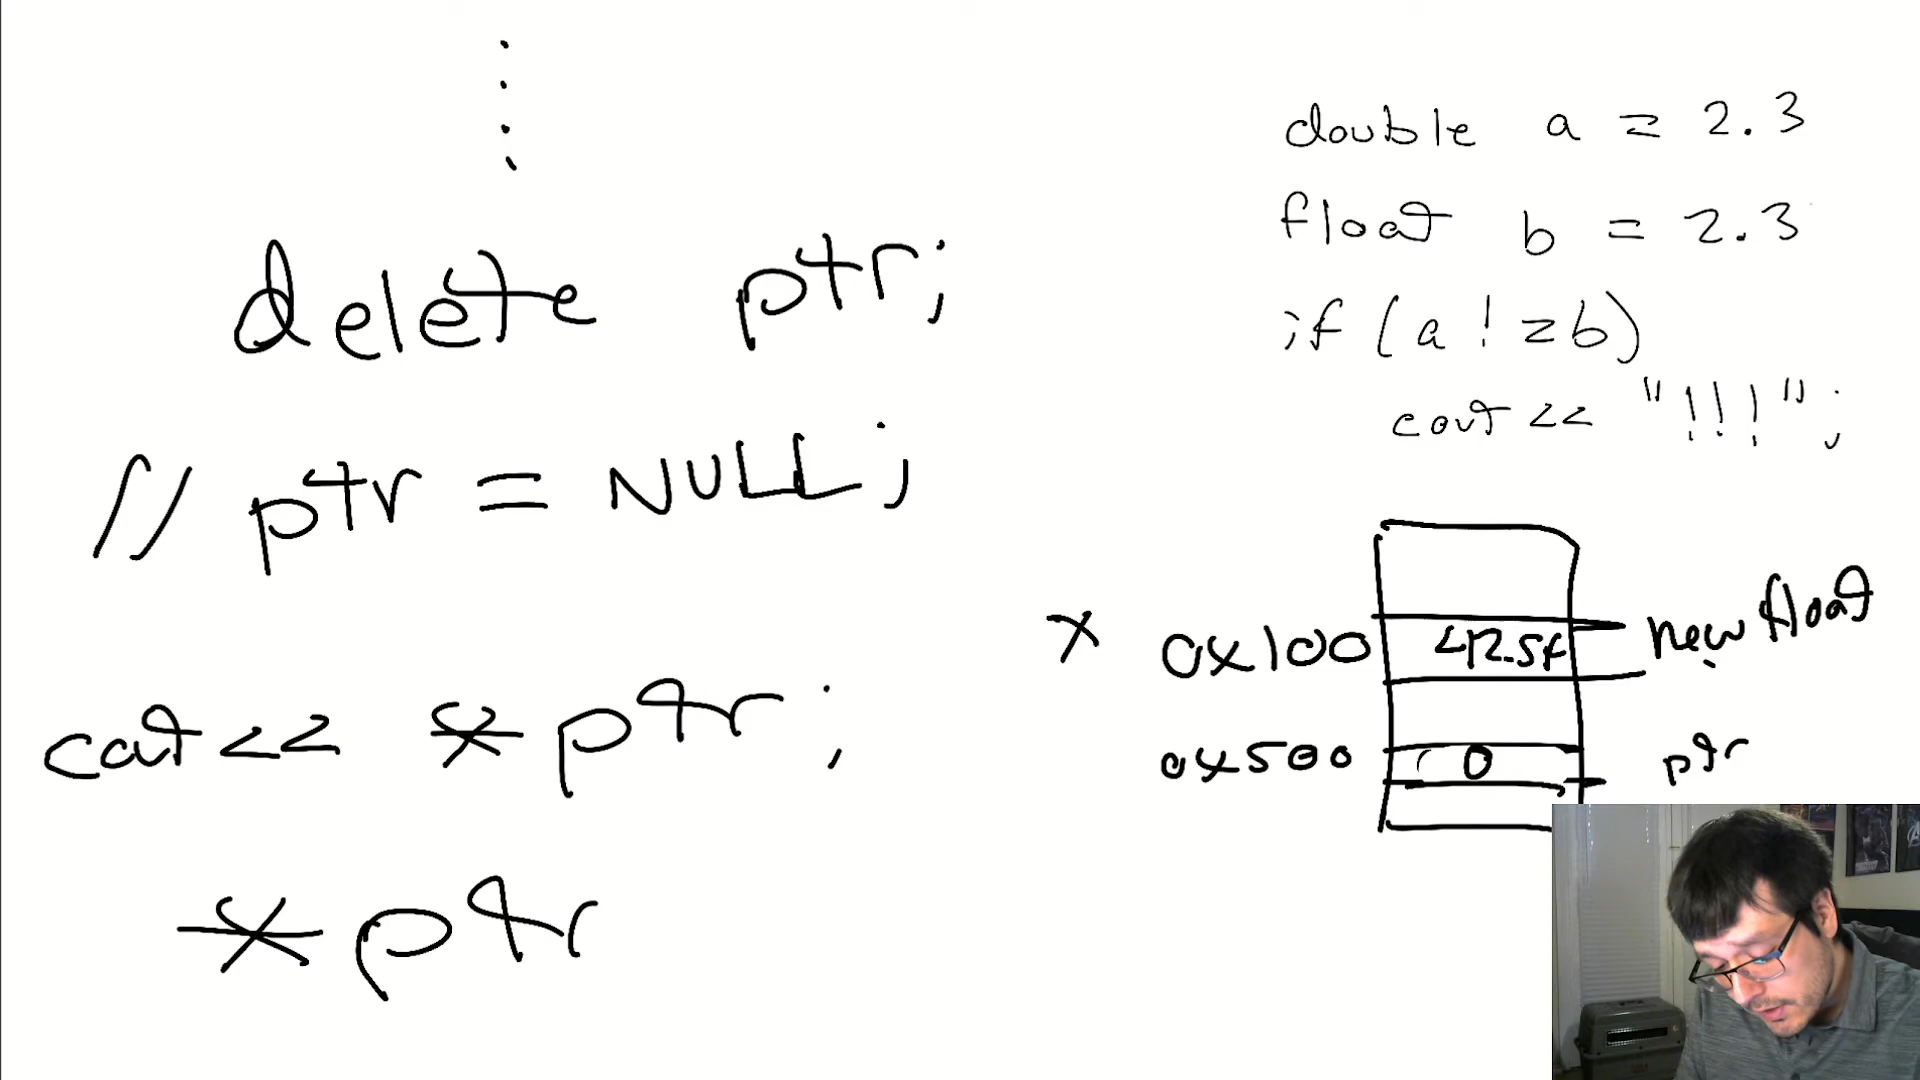 delete ptr;
// ptr = NULL;
cout << *ptr;
*ptr
double a = 2.3
float b = 2.3
if (a != b)
cout << "!!!";
x 0x100 42.5f new float
0x500 0 ptr